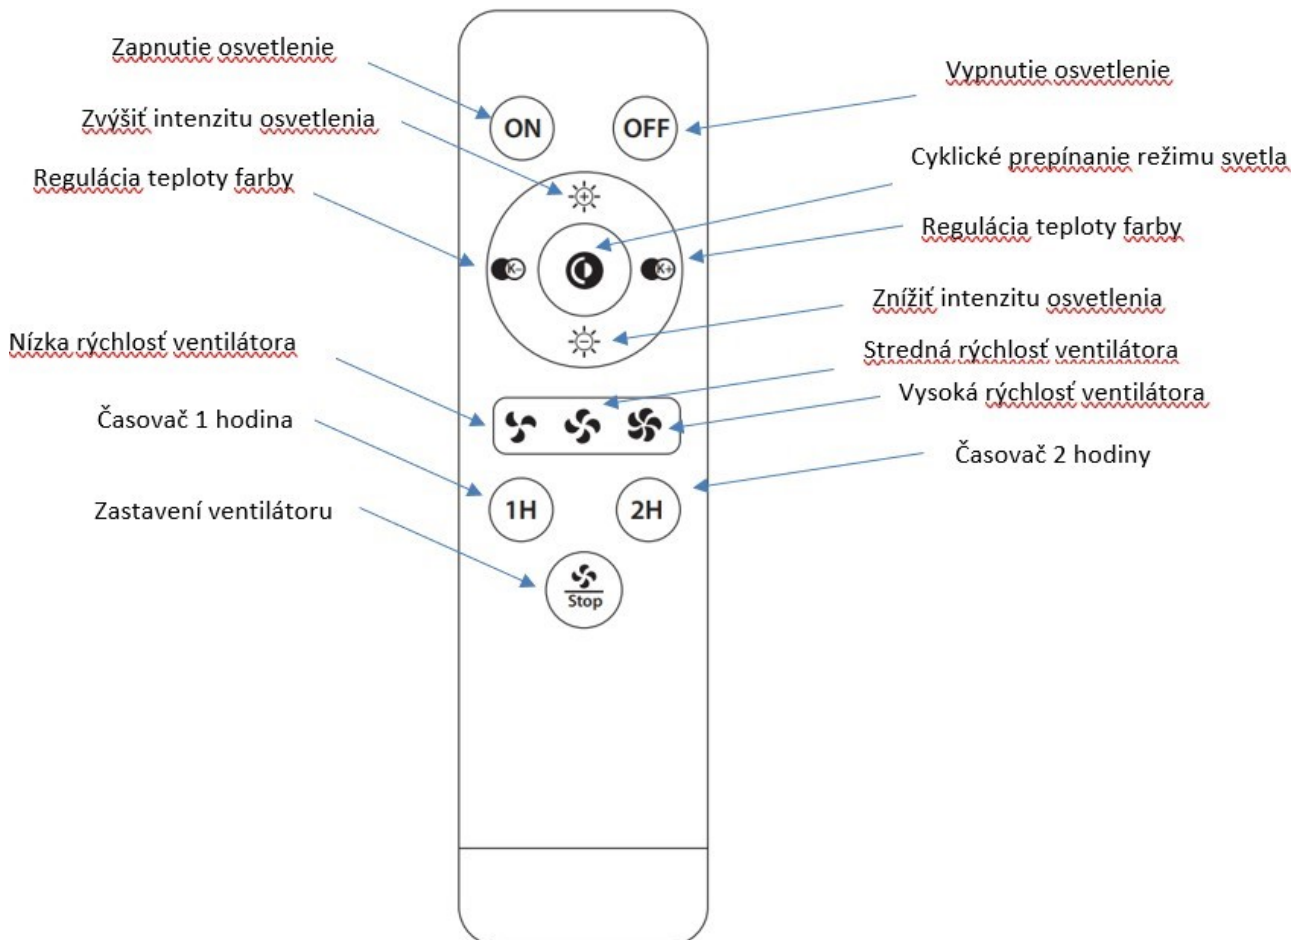 Zapnutie osvetlenie
Vypnutie osvetlenie
Zvýšiť intenzitu osvetlenia
ON
OFF
Cyklické prepínanie režimu svetla
Regulácia teploty farby
Regulácia teploty farby
K-
K+
Znížiť intenzitu osvetlenia
Nízka rýchlosť ventilátora
Stredná rýchlosť ventilátora
Vysoká rýchlosť ventilátora
Časovač 1 hodina
Časovač 2 hodiny
Zastavení ventilátoru
1H
2H
Stop